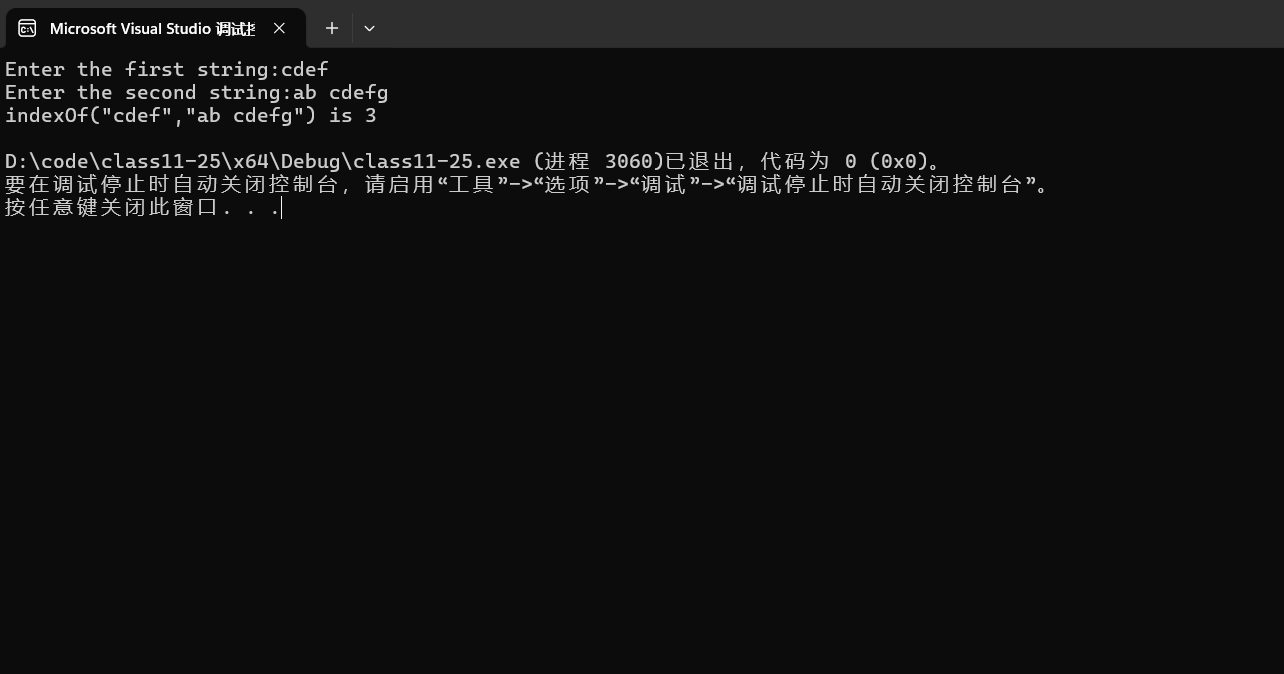 Microsoft Visual Studio 调试
Enter the first string:cdef
Enter the second string:ab cdefg
indexOf("cdef","ab cdefg") is 3
D:\code\class11-25\x64\Debug\class11-25.exe (进程 3060)已退出，代码为 0 (0x0)。
要在调试停止时自动关闭控制台，请启用“工具”->“选项”->“调试”->“调试停止时自动关闭控制台”。
按任意键关闭此窗口. . .